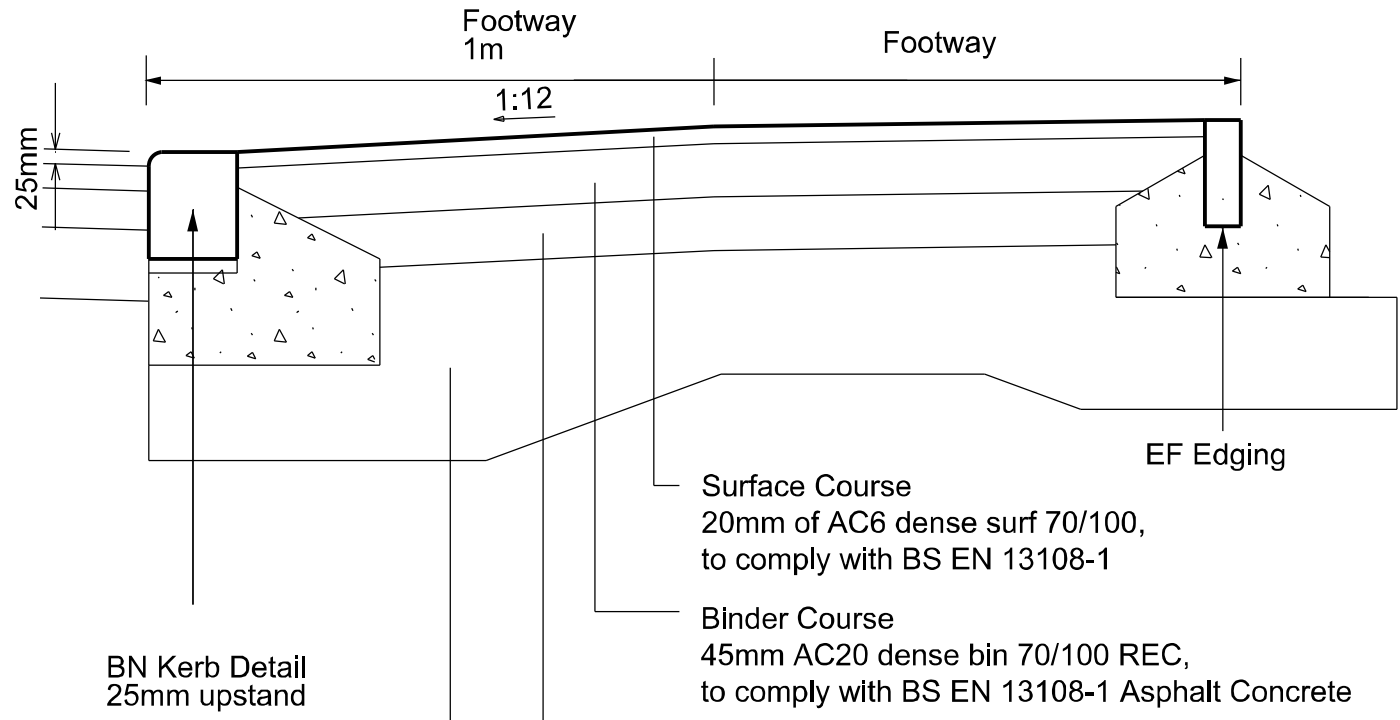 Footway
1m
Footway
1:12
25mm
EF Edging
Surface Course
20mm of AC6 dense surf 70/100,
to comply with BS EN 13108-1
Binder Course
45mm AC20 dense bin 70/100 REC,
to comply with BS EN 13108-1 Asphalt Concrete
BN Kerb Detail
25mm upstand